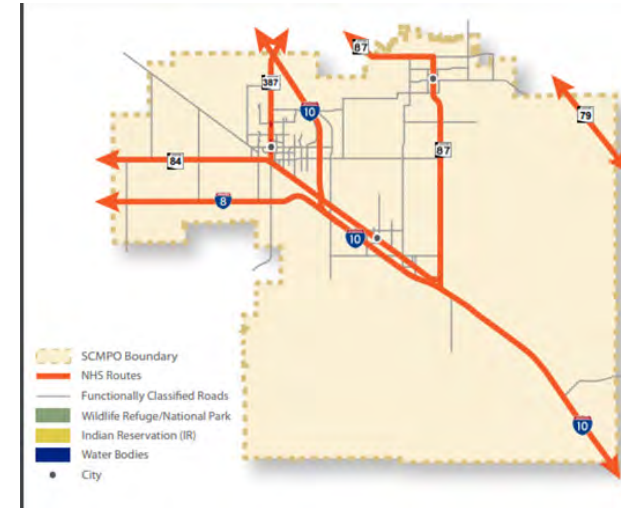 87
387
10
79
87
84
8
10
SCMPO Boundary
NHS Routes
Functionally Classified Roads
Wildlife Refuge/National Park
Indian Reservation (IR)
Water Bodies
City
10